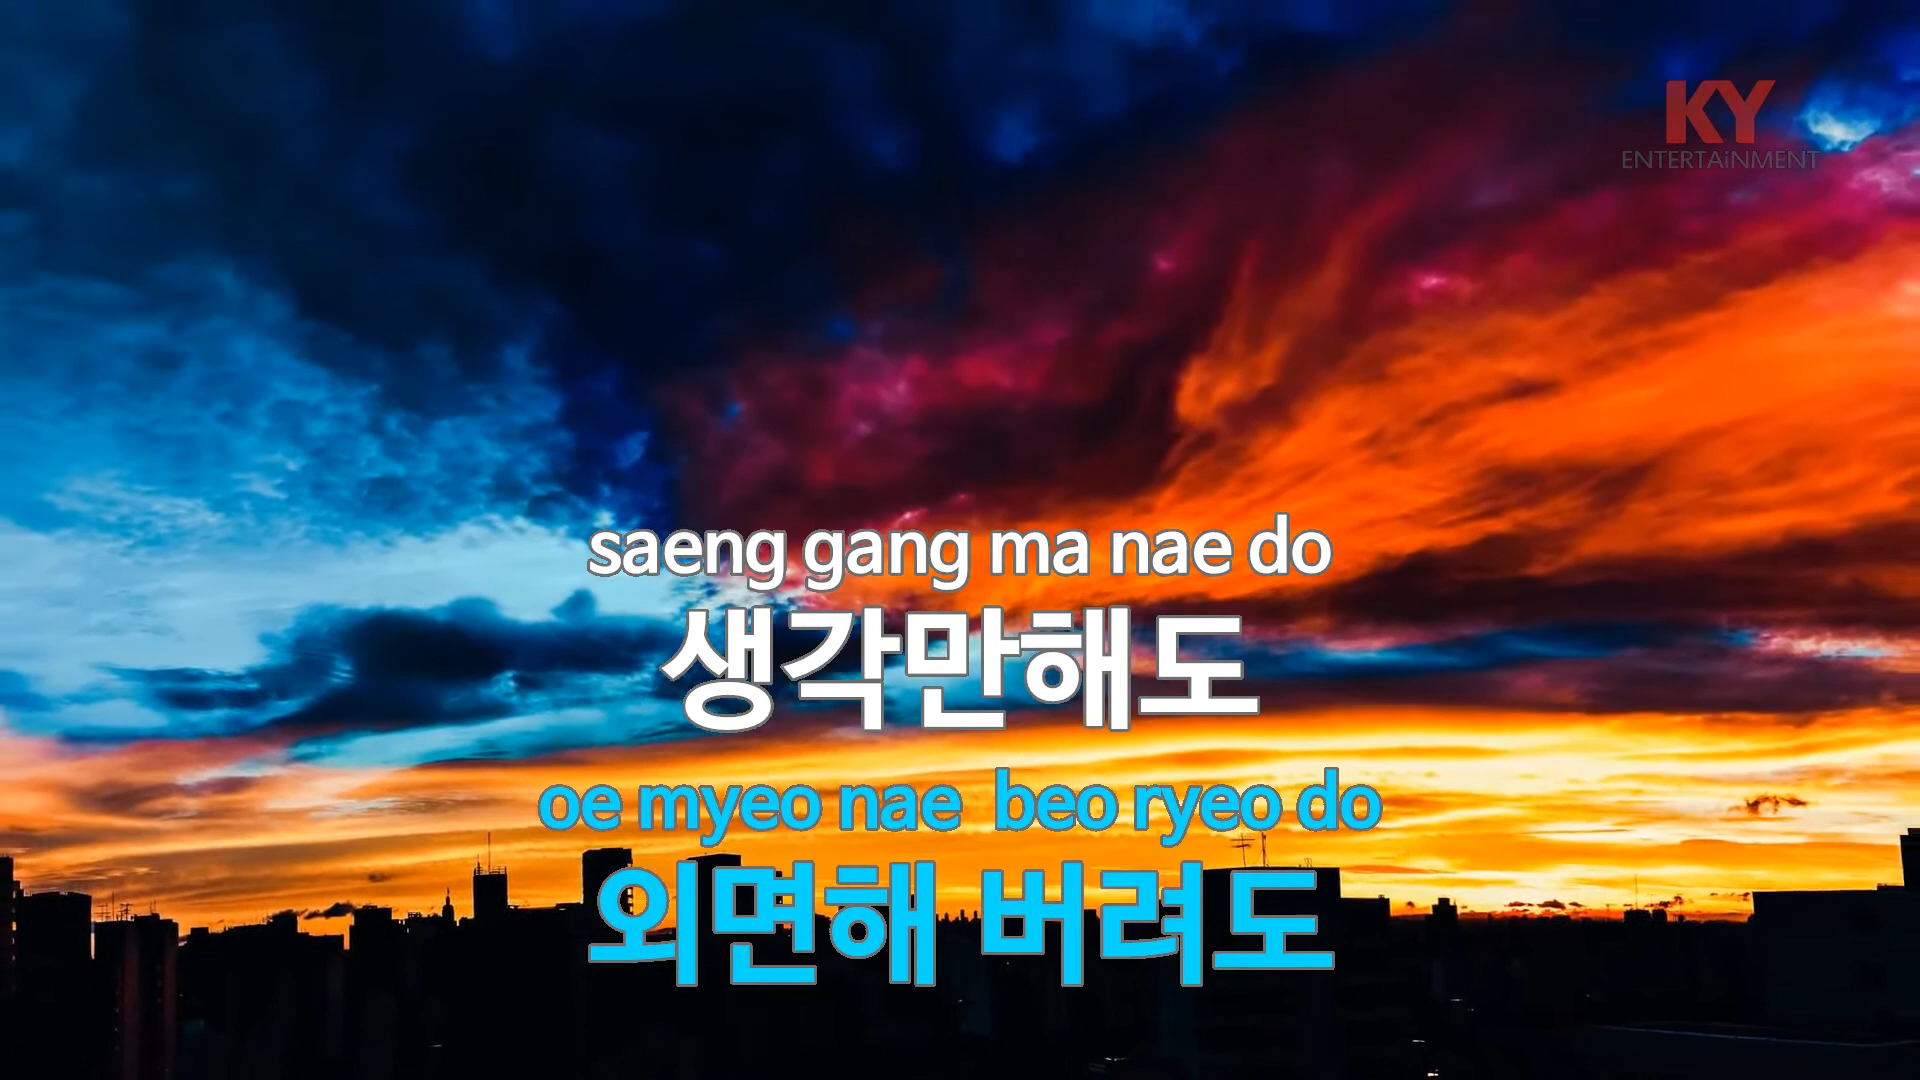 KY
ENTERTAiNMENT
saeng gang ma nae do
생각만해도
oe myeo nae beo ryeo do
외면해 버려도